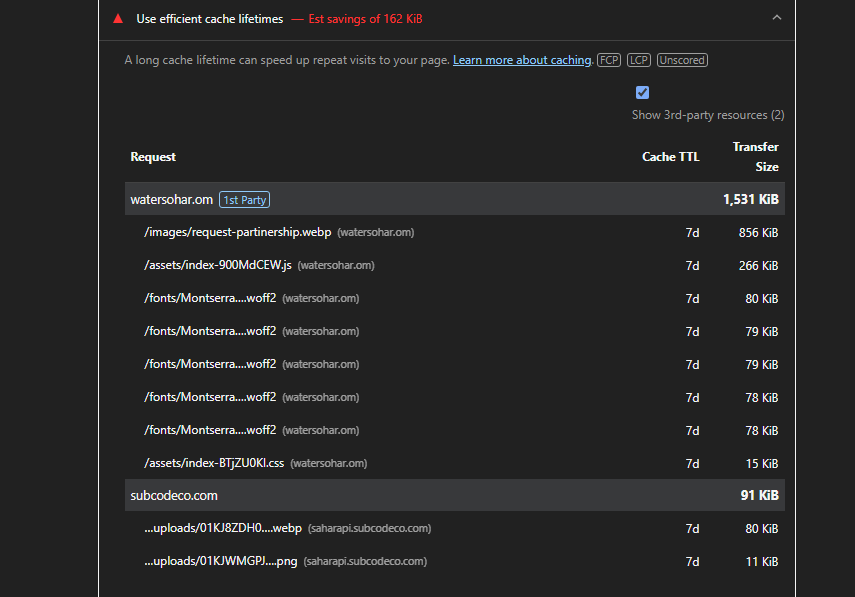 Use efficient cache lifetimes — Est savings of 162 KiB
A long cache lifetime can speed up repeat visits to your page. Learn more about caching. FCP LCP Unscored
Show 3rd-party resources (2)
Request Cache TTL Transfer Size
watersohar.om 1st Party 1,531 KiB
/images/request-partinership.webp (watersohar.om) 7d 856 KiB
/assets/index-900MdCEW.js (watersohar.om) 7d 266 KiB
/fonts/Montserra....woff2 (watersohar.om) 7d 80 KiB
/fonts/Montserra....woff2 (watersohar.om) 7d 79 KiB
/fonts/Montserra....woff2 (watersohar.om) 7d 79 KiB
/fonts/Montserra....woff2 (watersohar.om) 7d 78 KiB
/fonts/Montserra....woff2 (watersohar.om) 7d 78 KiB
/assets/index-BTjZU0Kl.css (watersohar.om) 7d 15 KiB
subcodeco.com 91 KiB
...uploads/01KJ8ZDH0....webp (saharapi.subcodeco.com) 7d 80 KiB
...uploads/01KJWMGPJ....png (saharapi.subcodeco.com) 7d 11 KiB